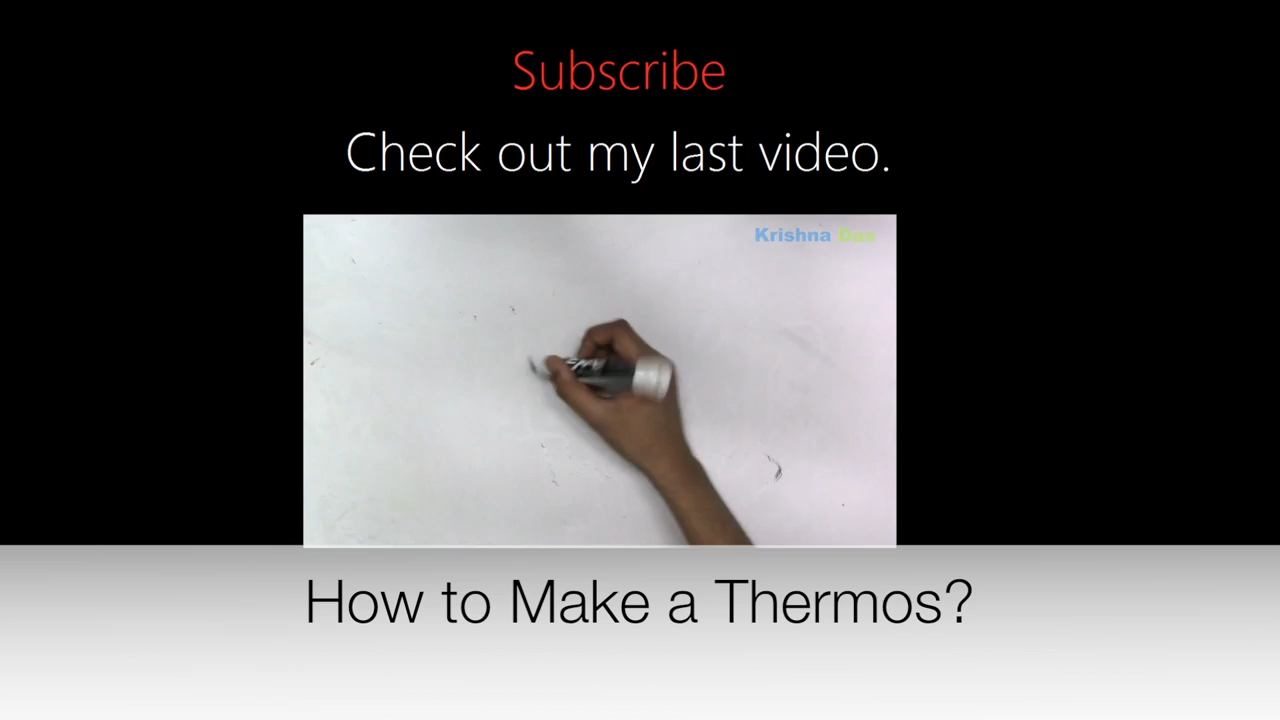 Subscribe
Check out my last video.
Krishna Das
How to Make a Thermos?